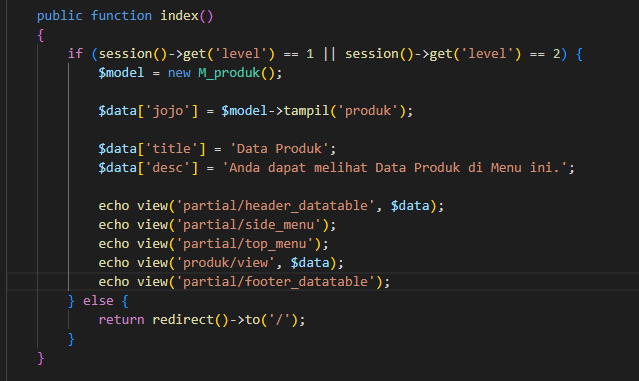 public function index()
{
if (session()->get('level') == 1 || session()->get('level') == 2) {
$model = new M_produk();
$data['jojo'] = $model->tampil('produk');
$data['title'] = 'Data Produk';
$data['desc'] = 'Anda dapat melihat Data Produk di Menu ini.';
echo view('partial/header_datatable', $data);
echo view('partial/side_menu');
echo view('partial/top_menu');
echo view('produk/view', $data);
echo view('partial/footer_datatable');
} else {
return redirect()->to('/');
}
}